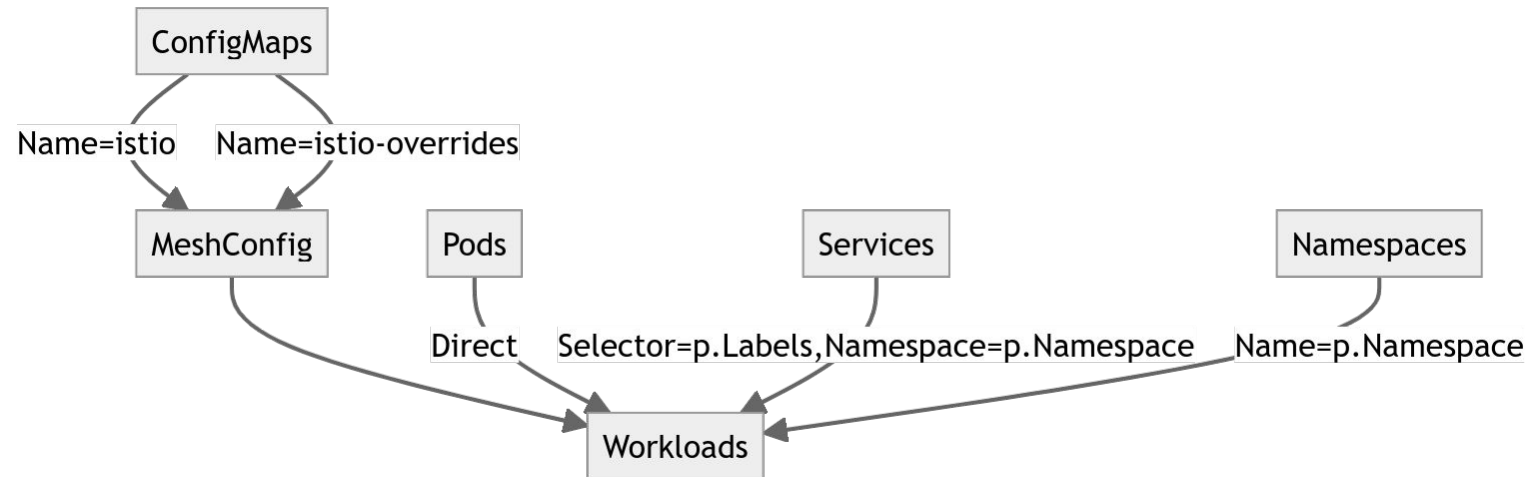 ConfigMaps
Name=istio
Name=istio-overrides
MeshConfig
Pods
Services
Namespaces
Direct
Selector=p.Labels,Namespace=p.Namespace
Name=p.Namespace
Workloads